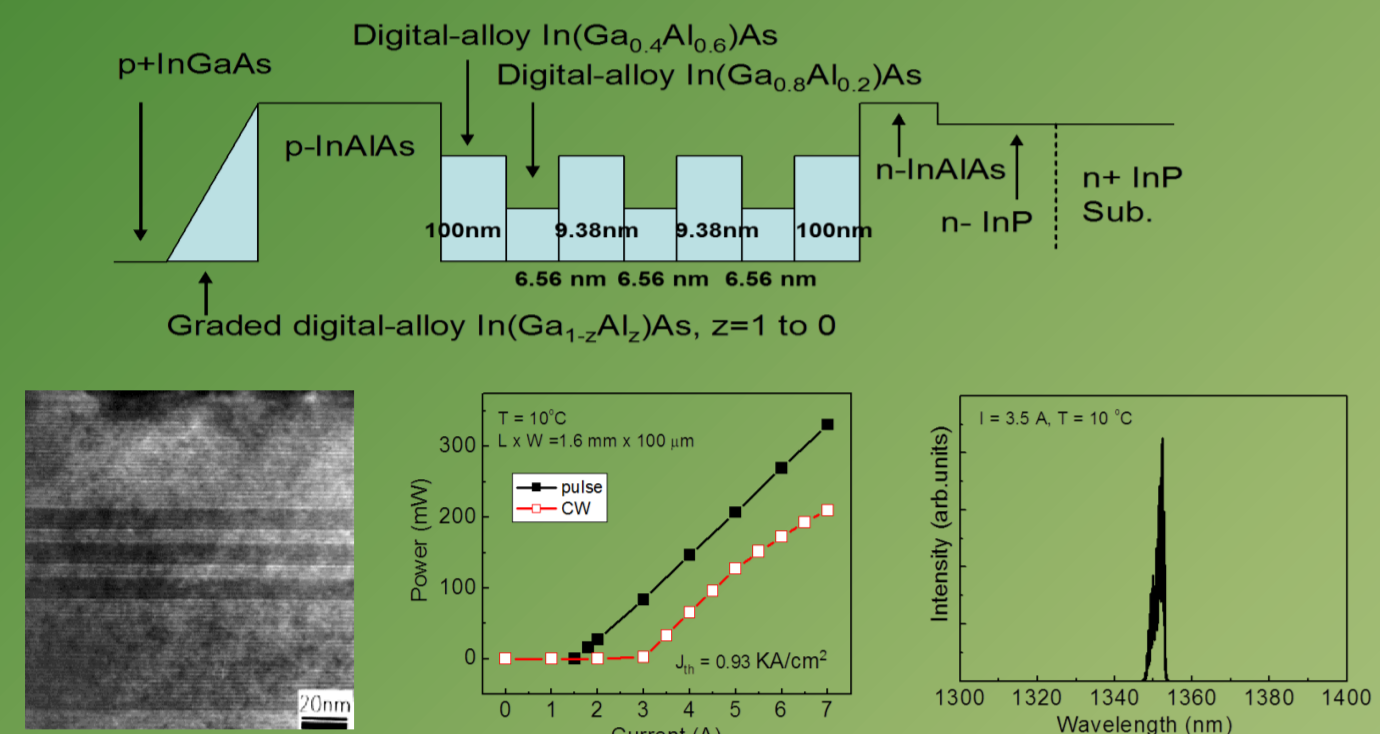 Digital-alloy In(Ga0.4Al0.6)As
p+InGaAs
Digital-alloy In(Ga0.8Al0.2)As
p-InAlAs
n-InAlAs
n+ InP
Sub.
n- InP
100nm 9.38nm 9.38nm 100nm
6.56 nm 6.56 nm 6.56 nm
Graded digital-alloy In(Ga1-zAlz)As, z=1 to 0
20nm
T = 10°C
L x W =1.6 mm x 100 μm
pulse
CW
Jth = 0.93 KA/cm²
Power (mW)
300
200
100
0
0 1 2 3 4 5 6 7
Current (A)
I = 3.5 A, T = 10 °C
Intensity (arb.units)
1300 1320 1340 1360 1380 1400
Wavelength (nm)